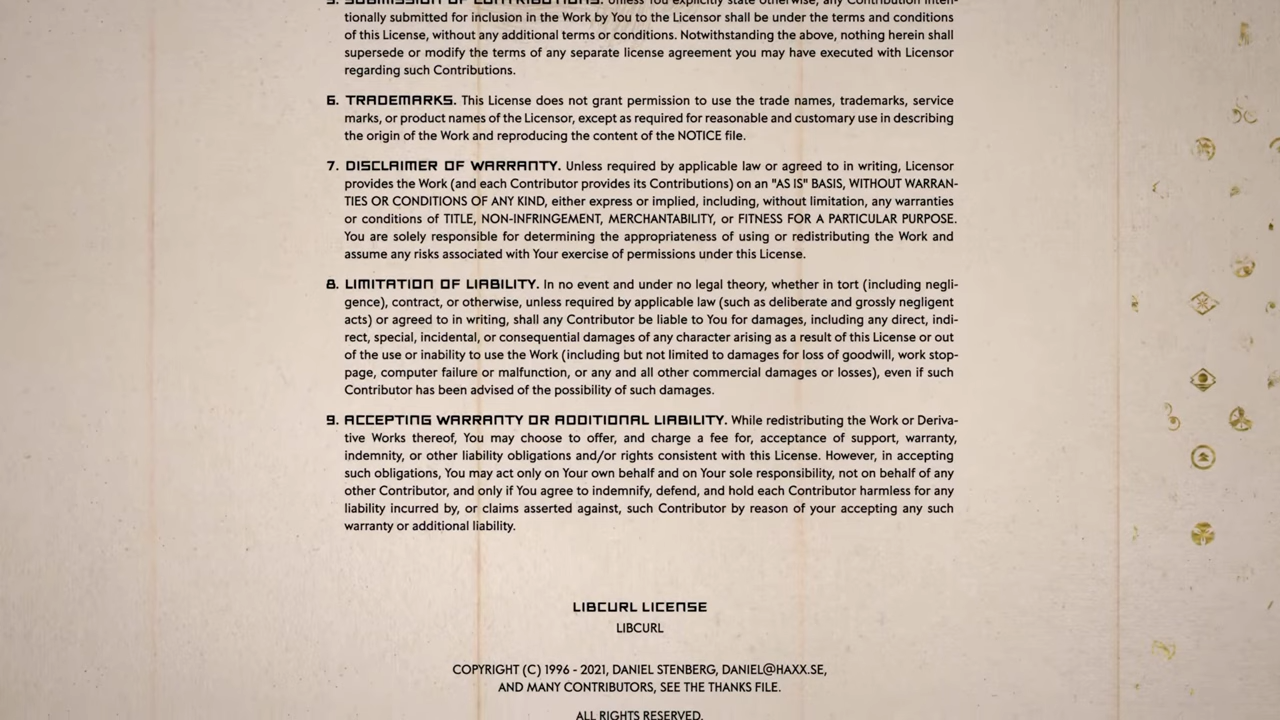 5. SUBMISSION OF CONTRIBUTIONS. Unless You explicitly state otherwise, any Contribution inten-
tionally submitted for inclusion in the Work by You to the Licensor shall be under the terms and conditions
of this License, without any additional terms or conditions. Notwithstanding the above, nothing herein shall
supersede or modify the terms of any separate license agreement you may have executed with Licensor
regarding such Contributions.
6. TRADEMARKS. This License does not grant permission to use the trade names, trademarks, service
marks, or product names of the Licensor, except as required for reasonable and customary use in describing
the origin of the Work and reproducing the content of the NOTICE file.
7. DISCLAIMER OF WARRANTY. Unless required by applicable law or agreed to in writing, Licensor
provides the Work (and each Contributor provides its Contributions) on an "AS IS" BASIS, WITHOUT WARRAN-
TIES OR CONDITIONS OF ANY KIND, either express or implied, including, without limitation, any warranties
or conditions of TITLE, NON-INFRINGEMENT, MERCHANTABILITY, or FITNESS FOR A PARTICULAR PURPOSE.
You are solely responsible for determining the appropriateness of using or redistributing the Work and
assume any risks associated with Your exercise of permissions under this License.
8. LIMITATION OF LIABILITY. In no event and under no legal theory, whether in tort (including negli-
gence), contract, or otherwise, unless required by applicable law (such as deliberate and grossly negligent
acts) or agreed to in writing, shall any Contributor be liable to You for damages, including any direct, indi-
rect, special, incidental, or consequential damages of any character arising as a result of this License or out
of the use or inability to use the Work (including but not limited to damages for loss of goodwill, work stop-
page, computer failure or malfunction, or any and all other commercial damages or losses), even if such
Contributor has been advised of the possibility of such damages.
9. ACCEPTING WARRANTY OR ADDITIONAL LIABILITY. While redistributing the Work or Deriva-
tive Works thereof, You may choose to offer, and charge a fee for, acceptance of support, warranty,
indemnity, or other liability obligations and/or rights consistent with this License. However, in accepting
such obligations, You may act only on Your own behalf and on Your sole responsibility, not on behalf of any
other Contributor, and only if You agree to indemnify, defend, and hold each Contributor harmless for any
liability incurred by, or claims asserted against, such Contributor by reason of your accepting any such
warranty or additional liability.
LIBCURL LICENSE
LIBCURL
COPYRIGHT (C) 1996 - 2021, DANIEL STENBERG, DANIEL@HAXX.SE,
AND MANY CONTRIBUTORS, SEE THE THANKS FILE.
ALL RIGHTS RESERVED.